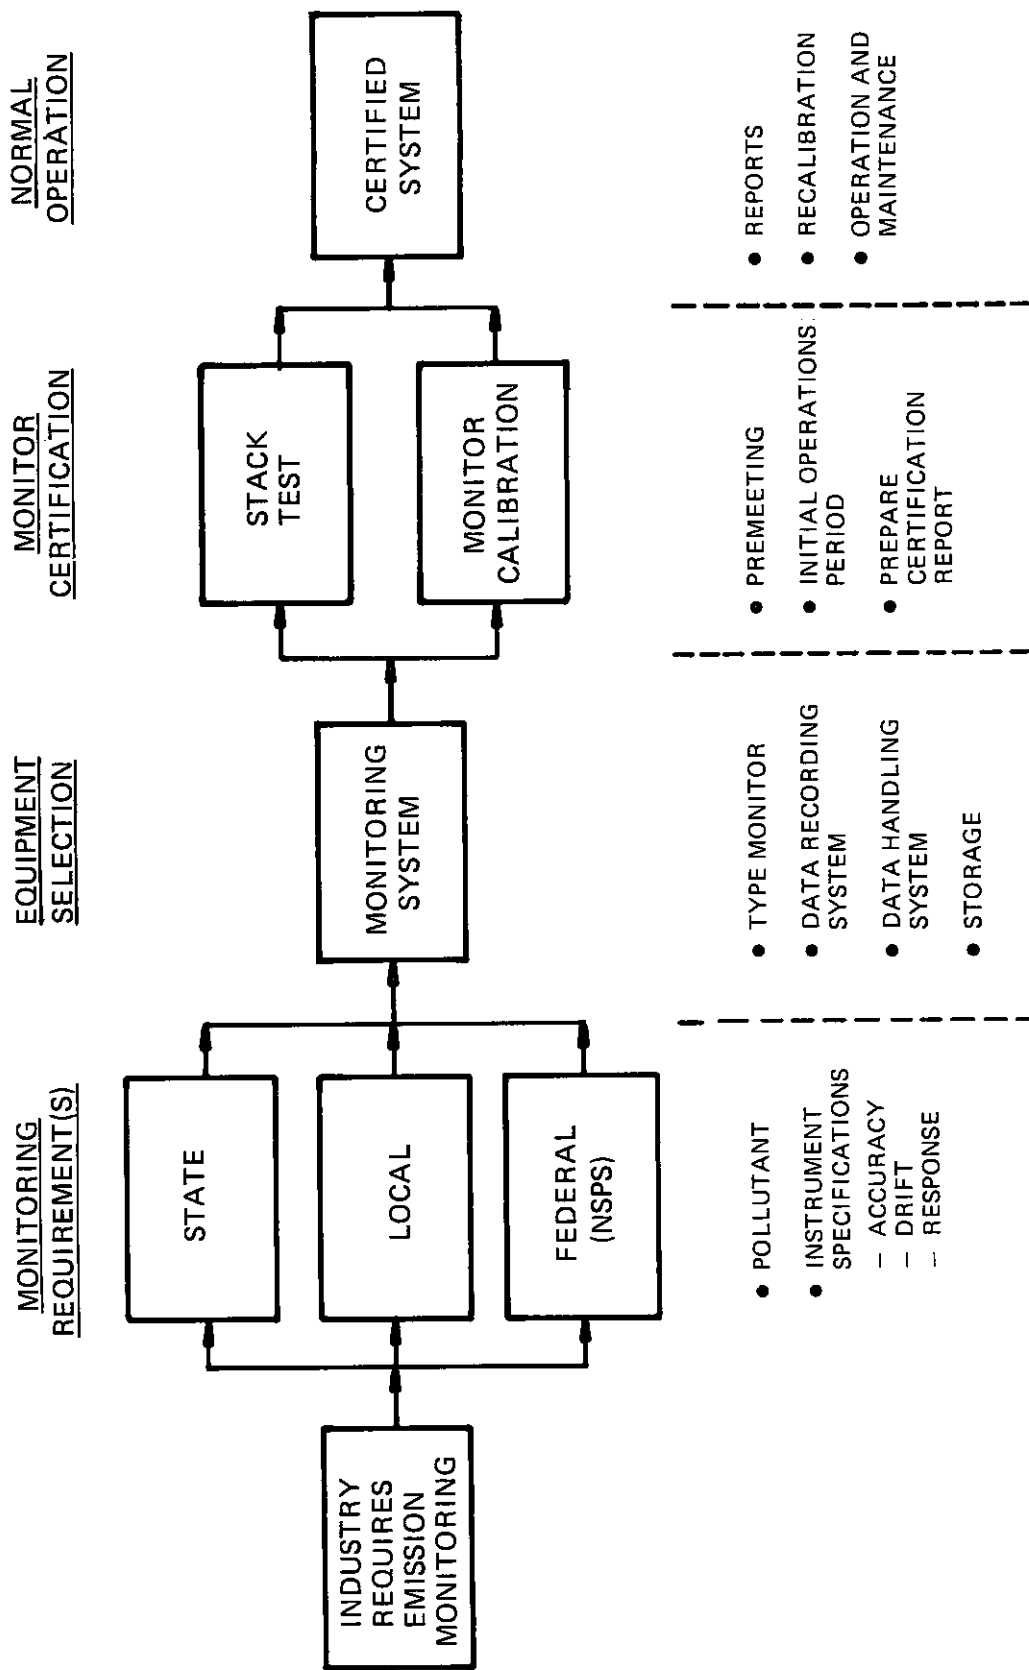 MONITORING
REQUIREMENT(S)
EQUIPMENT
SELECTION
MONITOR
CERTIFICATION
NORMAL
OPERATION
INDUSTRY
REQUIRES
EMISSION
MONITORING
STATE
LOCAL
FEDERAL
(NSPS)
MONITORING
SYSTEM
STACK
TEST
MONITOR
CALIBRATION
CERTIFIED
SYSTEM
• POLLUTANT
• INSTRUMENT
SPECIFICATIONS
– ACCURACY
– DRIFT
– RESPONSE
• TYPE MONITOR
• DATA RECORDING
SYSTEM
• DATA HANDLING
SYSTEM
• STORAGE
• PREMEETING
• INITIAL OPERATIONS
PERIOD
• PREPARE
CERTIFICATION
REPORT
• REPORTS
• RECALIBRATION
• OPERATION AND
MAINTENANCE